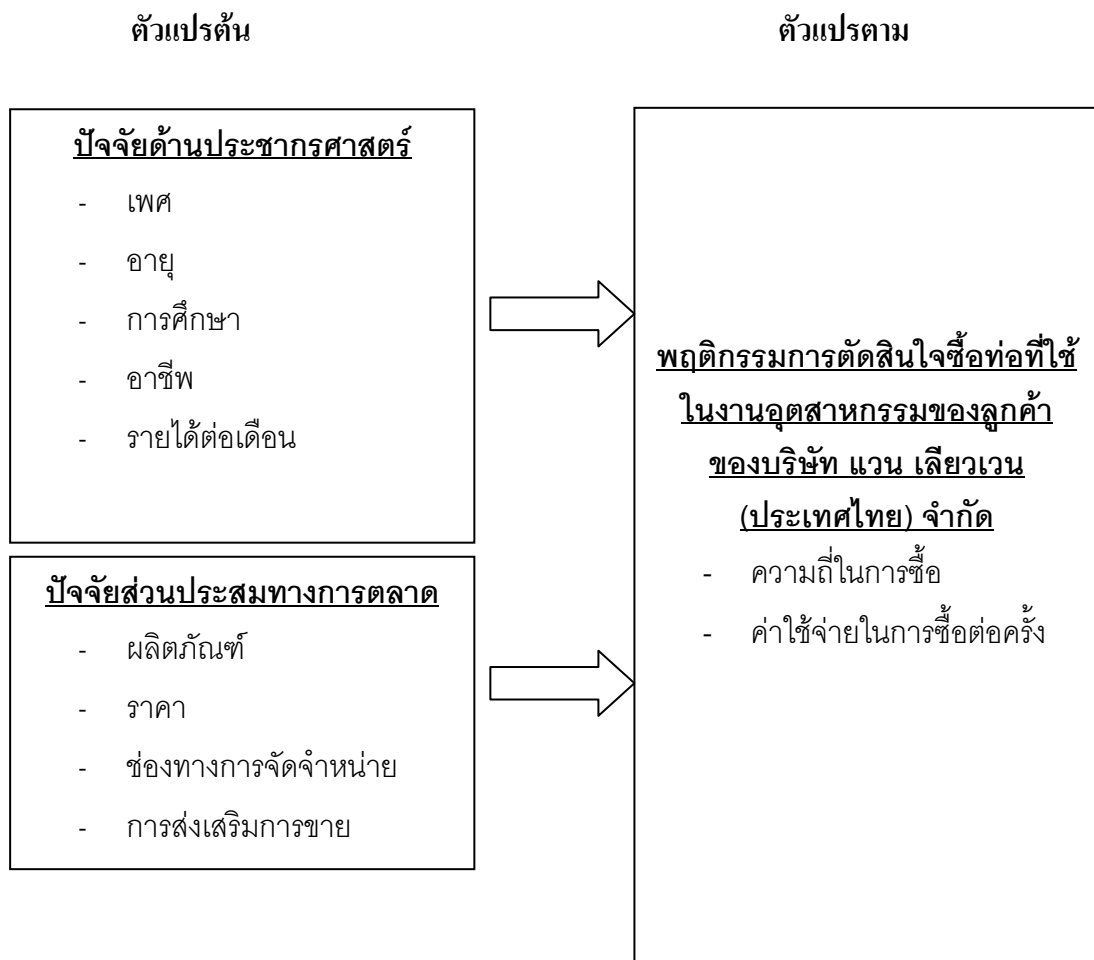 ตัวแปรต้น
ตัวแปรตาม
ปัจจัยด้านประชากรศาสตร์
- เพศ
- อายุ
- การศึกษา
- อาชีพ
- รายได้ต่อเดือน
ปัจจัยส่วนประสมทางการตลาด
- ผลิตภัณฑ์
- ราคา
- ช่องทางการจัดจำหน่าย
- การส่งเสริมการขาย
พฤติกรรมการตัดสินใจซื้อท่อที่ใช้
ในงานอุตสาหกรรมของลูกค้า
ของบริษัท แวน เลียวเวน
(ประเทศไทย) จำกัด
- ความถี่ในการซื้อ
- ค่าใช้จ่ายในการซื้อต่อครั้ง